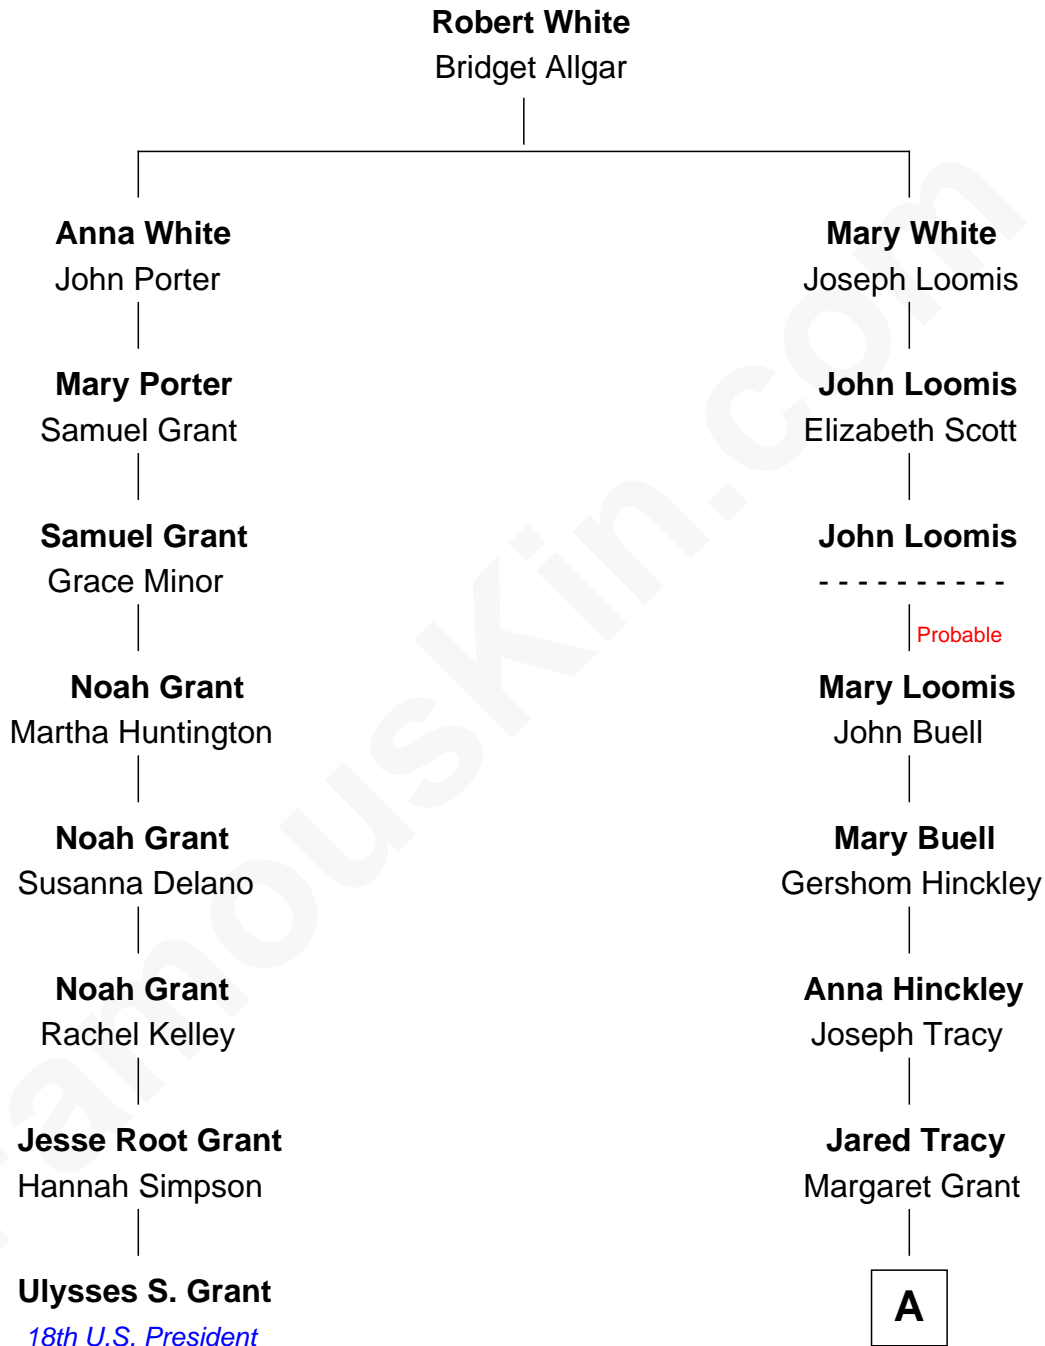 Robert White
Bridget Allgar
Anna White
John Porter
Mary White
Joseph Loomis
Mary Porter
Samuel Grant
John Loomis
Elizabeth Scott
Samuel Grant
Grace Minor
John Loomis
- - - - - - - - - -
Probable
Noah Grant
Martha Huntington
Mary Loomis
John Buell
Noah Grant
Susanna Delano
Mary Buell
Gershom Hinckley
Noah Grant
Rachel Kelley
Anna Hinckley
Joseph Tracy
Jesse Root Grant
Hannah Simpson
Jared Tracy
Margaret Grant
Ulysses S. Grant
18th U.S. President
A
FamousKin.com